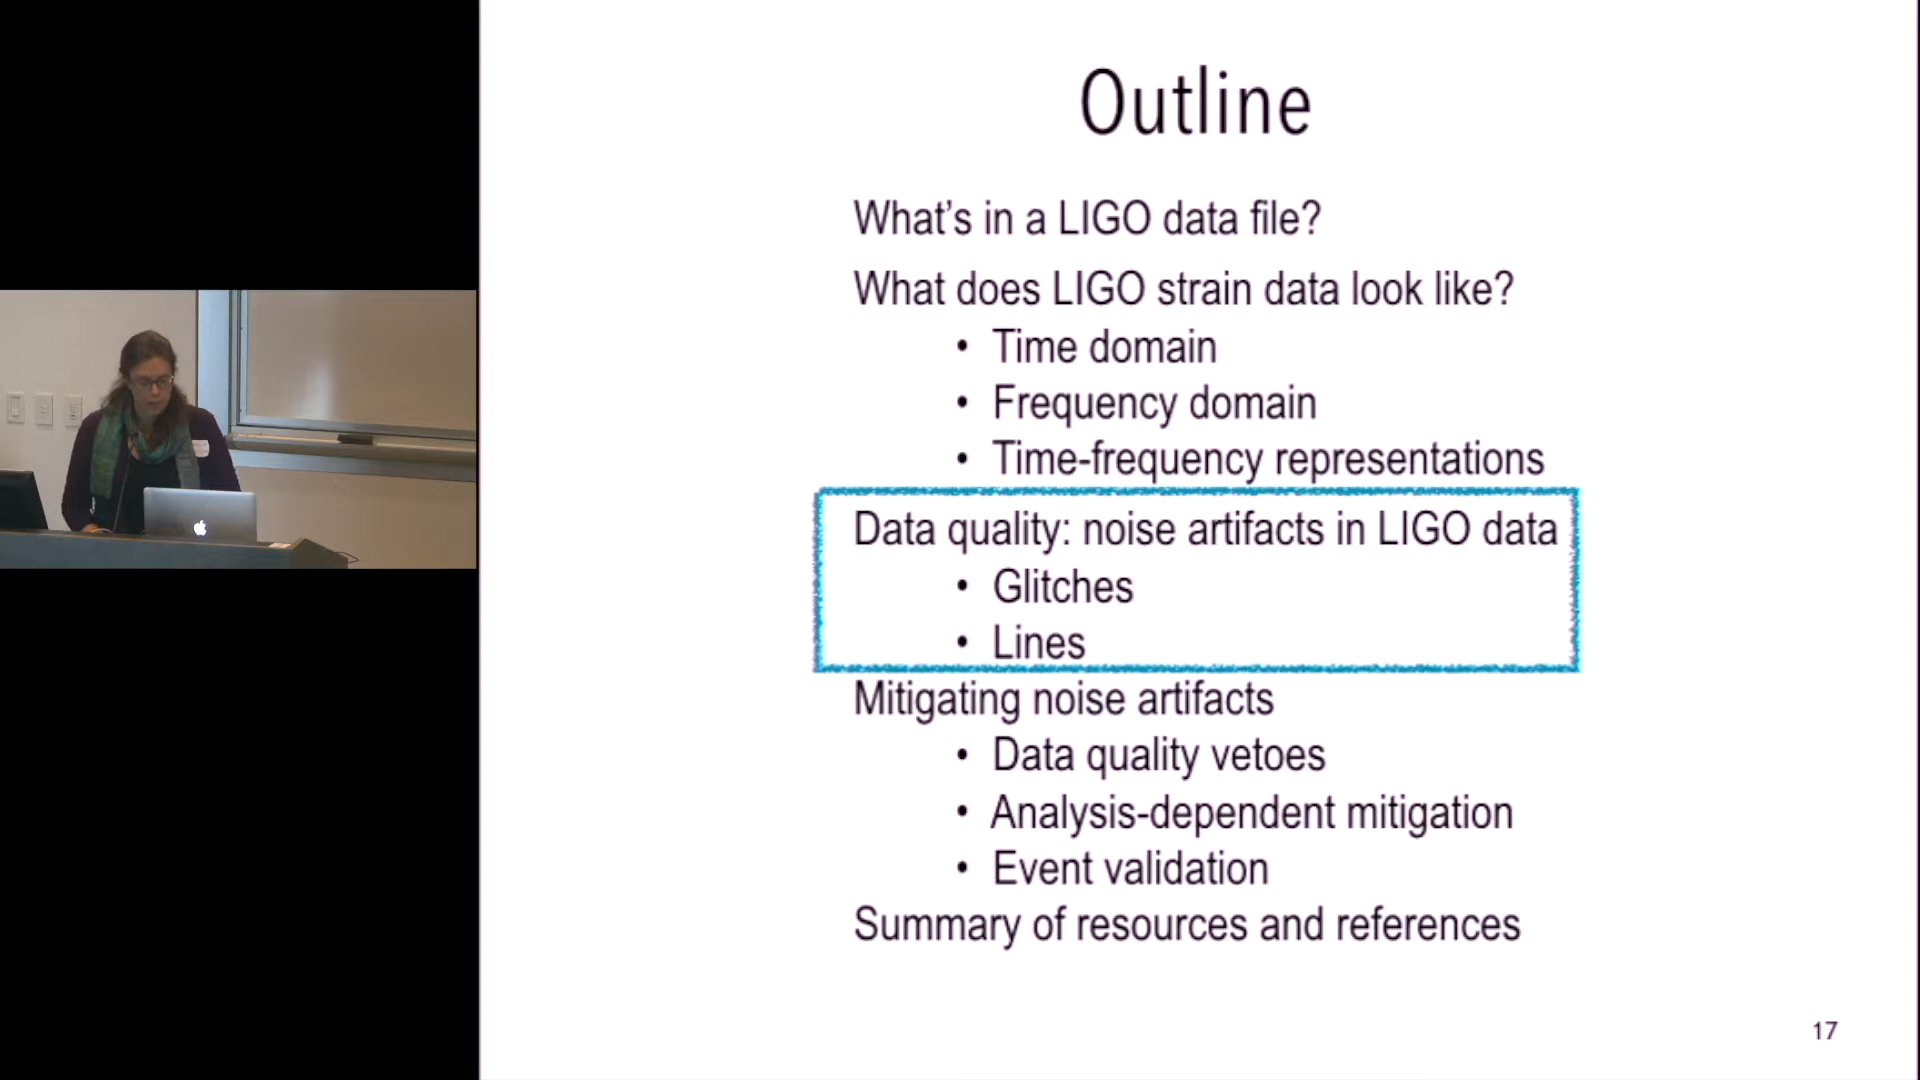 Outline
What's in a LIGO data file?
What does LIGO strain data look like?
• Time domain
• Frequency domain
• Time-frequency representations
Data quality: noise artifacts in LIGO data
• Glitches
• Lines
Mitigating noise artifacts
• Data quality vetoes
• Analysis-dependent mitigation
• Event validation
Summary of resources and references
17